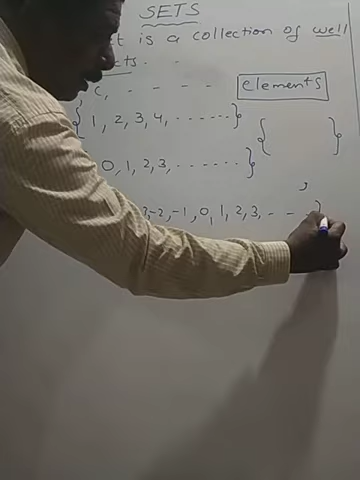 SETS
t is a collection of well
cts.
, c, - - - - elements
{ 1, 2, 3, 4, ...... } { }
0, 1, 2, 3, ...... }
3, -2, -1, 0, 1, 2, 3, - - - }